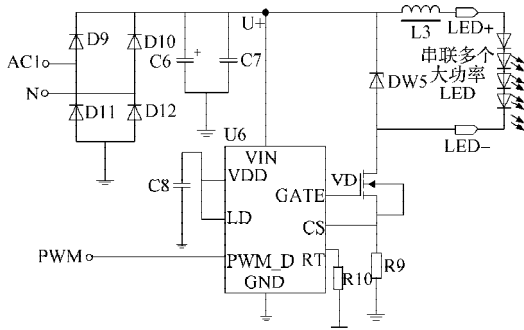 D9
D10
U+
L3
LED+
AC1
C6
+
C7
串联多个
大功率
LED
N
DW5
D11
D12
LED-
U6
VIN
VDD
C8
GATE
VD
LD
CS
PWM
PWM_D
RT
R9
GND
R10